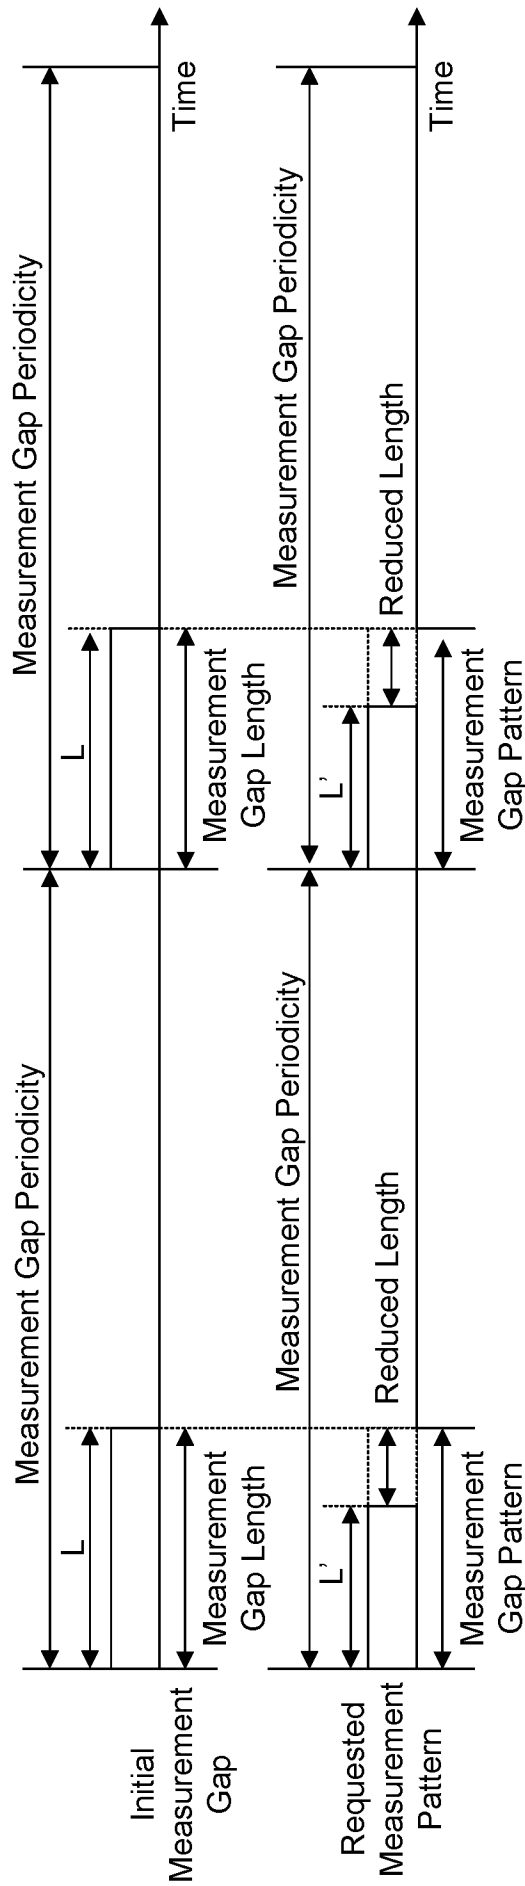 Measurement Gap Periodicity
Measurement Gap Periodicity
L
L
Initial
Measurement
Gap
Time
Measurement
Gap Length
Measurement
Gap Length
Measurement Gap Periodicity
Measurement Gap Periodicity
L’
Reduced Length
L’
Reduced Length
Requested
Measurement
Pattern
Time
Measurement
Gap Pattern
Measurement
Gap Pattern